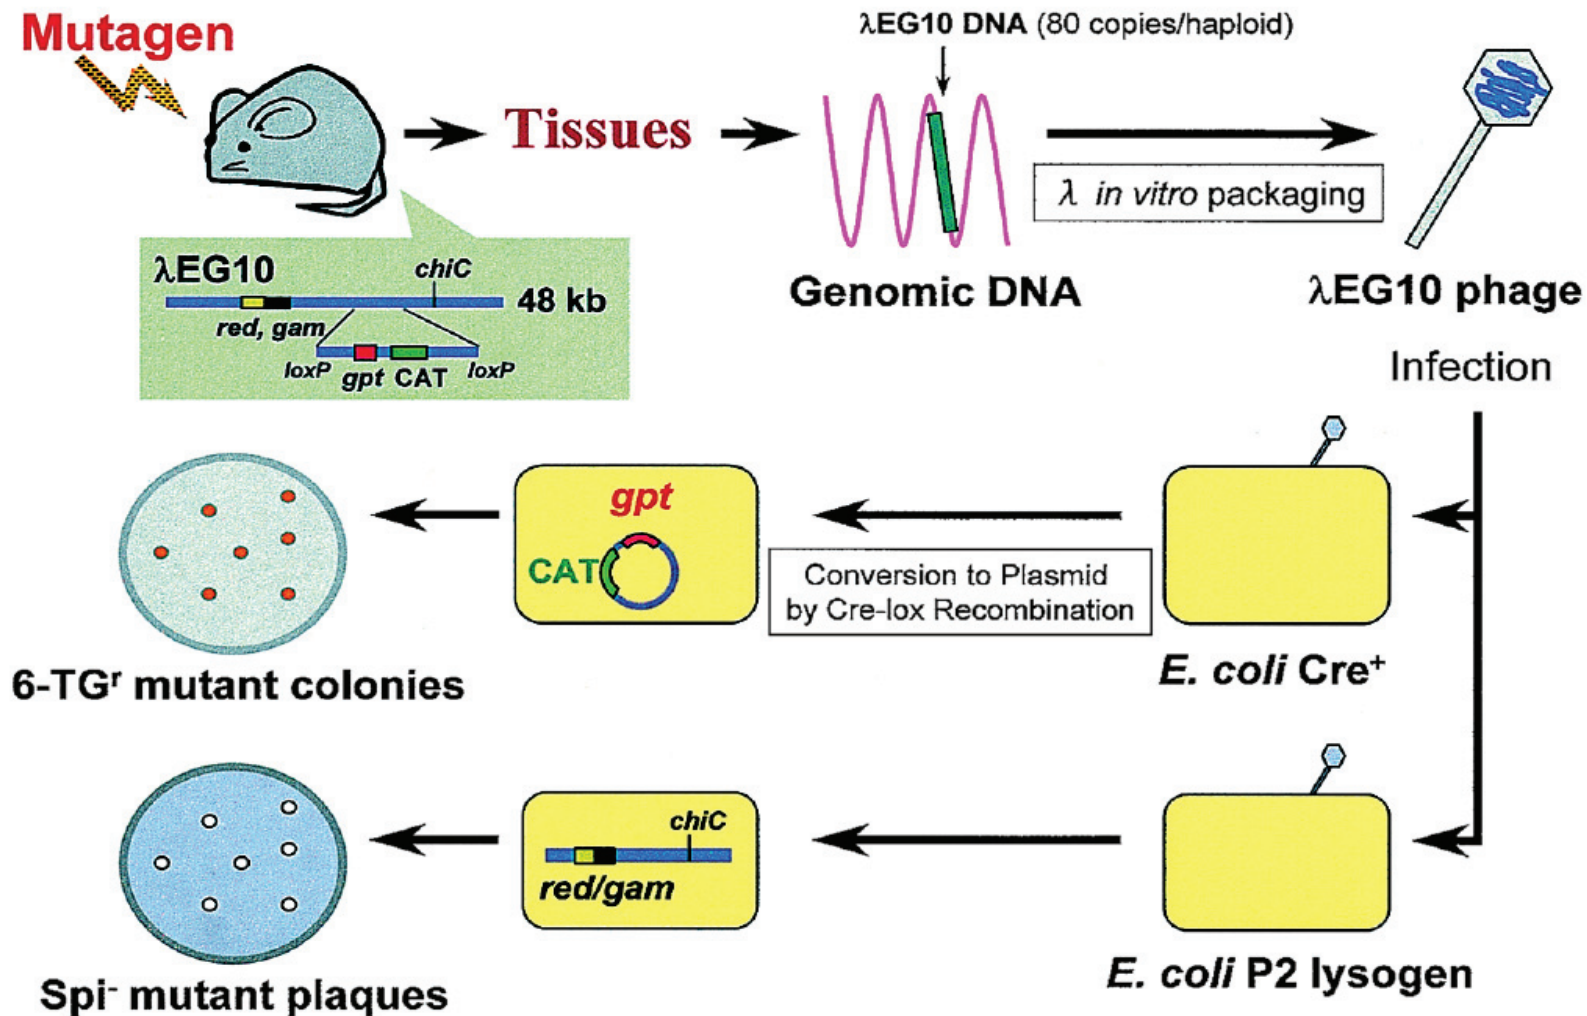 Mutagen
λEG10 DNA (80 copies/haploid)
Tissues
λ in vitro packaging
Genomic DNA
λEG10 phage
λEG10
chiC
48 kb
red, gam
loxP
gpt
CAT
loxP
Infection
gpt
CAT
Conversion to Plasmid
by Cre-lox Recombination
E. coli Cre⁺
6-TGʳ mutant colonies
chiC
red/gam
E. coli P2 lysogen
Spi⁻ mutant plaques